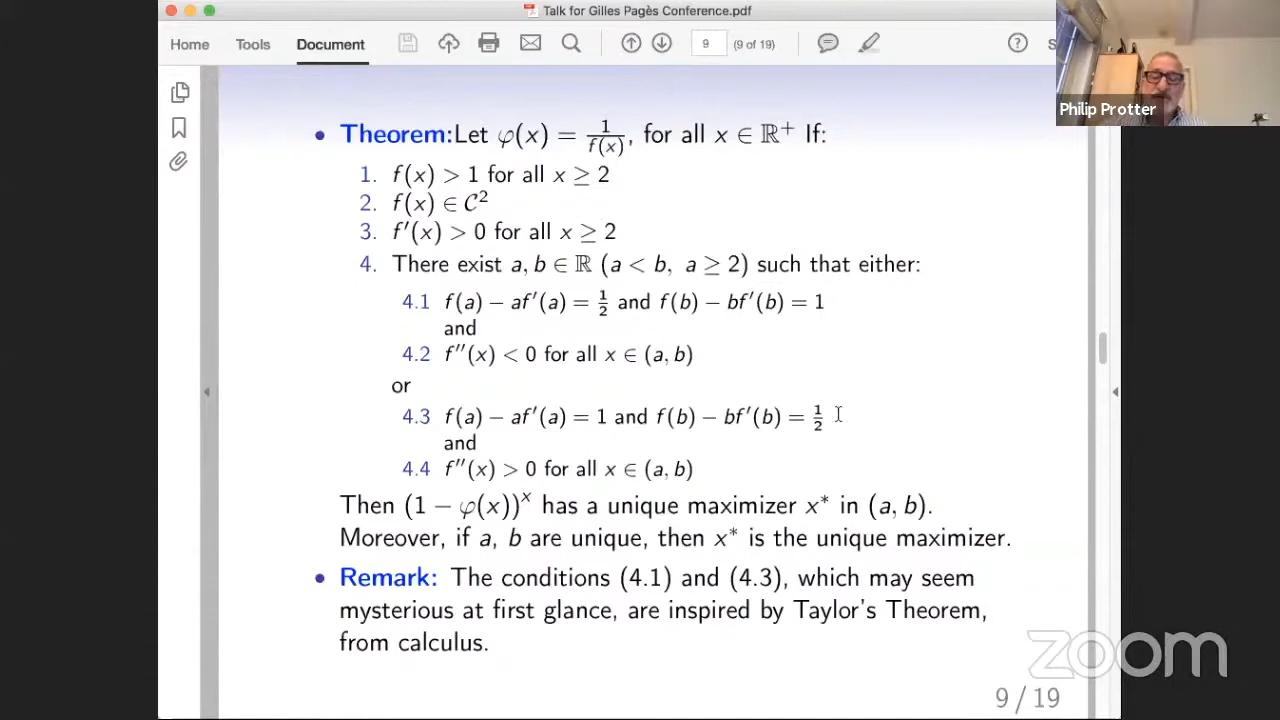 Talk for Gilles Pagès Conference.pdf
Home Tools Document 9 (9 of 19) S
Philip Protter
• Theorem:Let φ(x) = 1/f(x), for all x ∈ ℝ⁺ If:
1. f(x) > 1 for all x ≥ 2
2. f(x) ∈ 𝒞²
3. f′(x) > 0 for all x ≥ 2
4. There exist a, b ∈ ℝ (a < b, a ≥ 2) such that either:
4.1 f(a) − af′(a) = 1/2 and f(b) − bf′(b) = 1
and
4.2 f″(x) < 0 for all x ∈ (a, b)
or
4.3 f(a) − af′(a) = 1 and f(b) − bf′(b) = 1/2
and
4.4 f″(x) > 0 for all x ∈ (a, b)
Then (1 − φ(x))ˣ has a unique maximizer x* in (a, b).
Moreover, if a, b are unique, then x* is the unique maximizer.
• Remark: The conditions (4.1) and (4.3), which may seem
mysterious at first glance, are inspired by Taylor's Theorem,
from calculus.
zoom
9 / 19